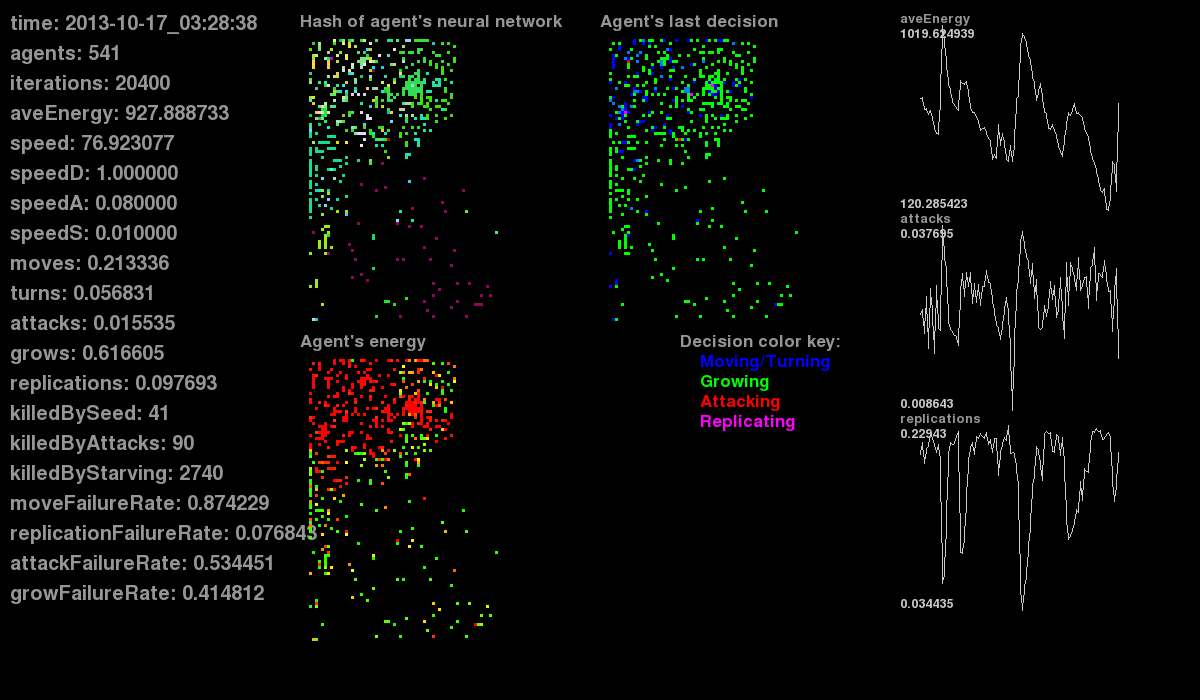 time: 2013-10-17_03:28:38
agents: 541
iterations: 20400
aveEnergy: 927.888733
speed: 76.923077
speedD: 1.000000
speedA: 0.080000
speedS: 0.010000
moves: 0.213336
turns: 0.056831
attacks: 0.015535
grows: 0.616605
replications: 0.097693
killedBySeed: 41
killedByAttacks: 90
killedByStarving: 2740
moveFailureRate: 0.874229
replicationFailureRate: 0.076843
attackFailureRate: 0.534451
growFailureRate: 0.414812
Hash of agent's neural network
Agent's last decision
Agent's energy
Decision color key:
Moving/Turning
Growing
Attacking
Replicating
aveEnergy
1019.624939
120.285423
attacks
0.037695
0.008643
replications
0.22943
0.034435